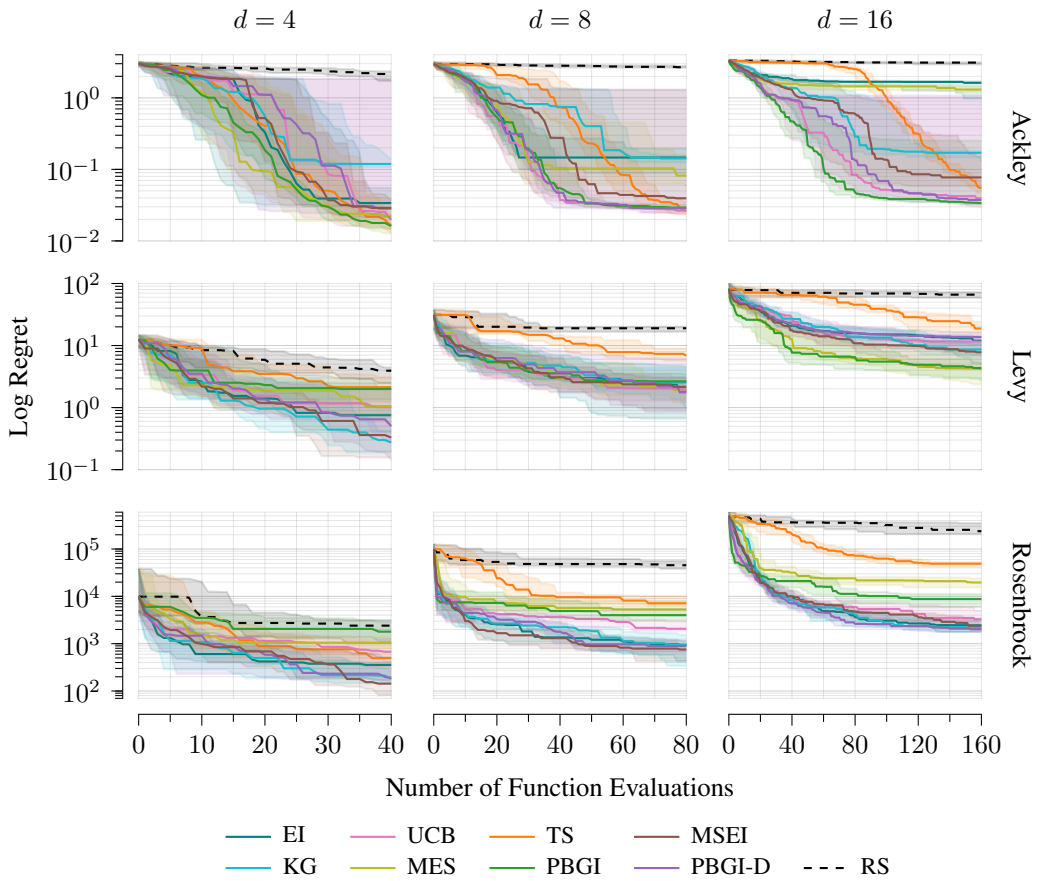 d = 4 d = 8 d = 16
10^0
10^−1
10^−2
Ackley
10^2
10^1
10^0
10^−1
Levy
Log Regret
10^5
10^4
10^3
10^2
Rosenbrock
0 10 20 30 40 0 20 40 60 80 0 40 80 120 160
Number of Function Evaluations
EI UCB TS MSEI
KG MES PBGI PBGI-D RS